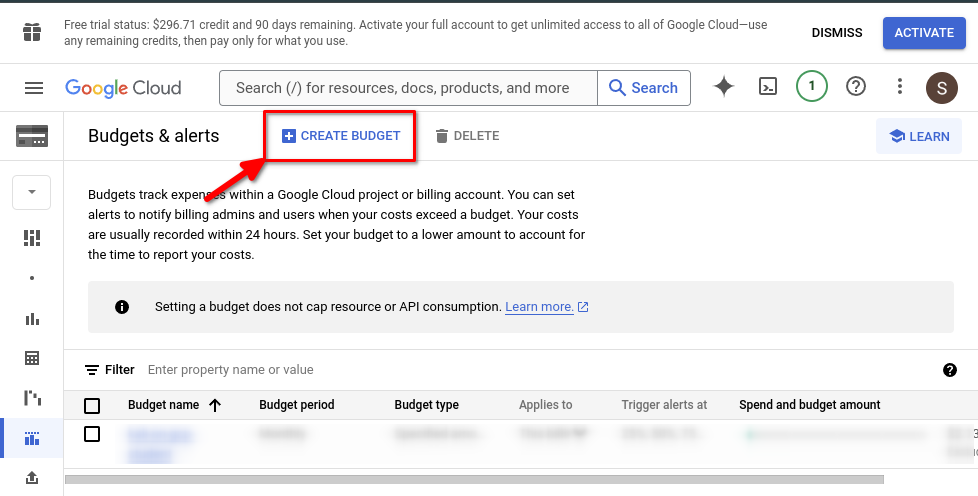 Free trial status: $296.71 credit and 90 days remaining. Activate your full account to get unlimited access to all of Google Cloud—use
any remaining credits, then pay only for what you use.
DISMISS
ACTIVATE
Google Cloud
Search (/) for resources, docs, products, and more
Search
1
S
Budgets & alerts
CREATE BUDGET
DELETE
LEARN
Budgets track expenses within a Google Cloud project or billing account. You can set
alerts to notify billing admins and users when your costs exceed a budget. Your costs
are usually recorded within 24 hours. Set your budget to a lower amount to account for
the time to report your costs.
Setting a budget does not cap resource or API consumption. Learn more.
Filter Enter property name or value
Budget name Budget period Budget type Applies to Trigger alerts at Spend and budget amount